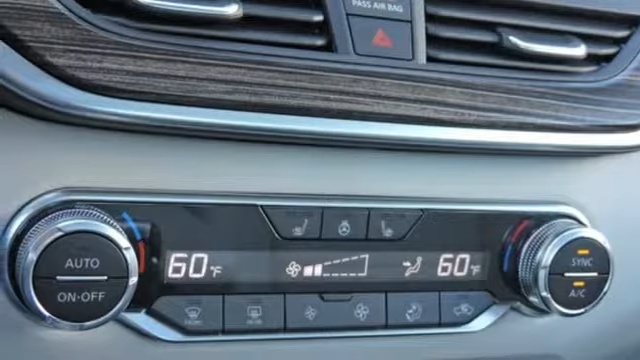 PASS AIR BAG
60°F
60°F
AUTO
ON·OFF
SYNC
A/C